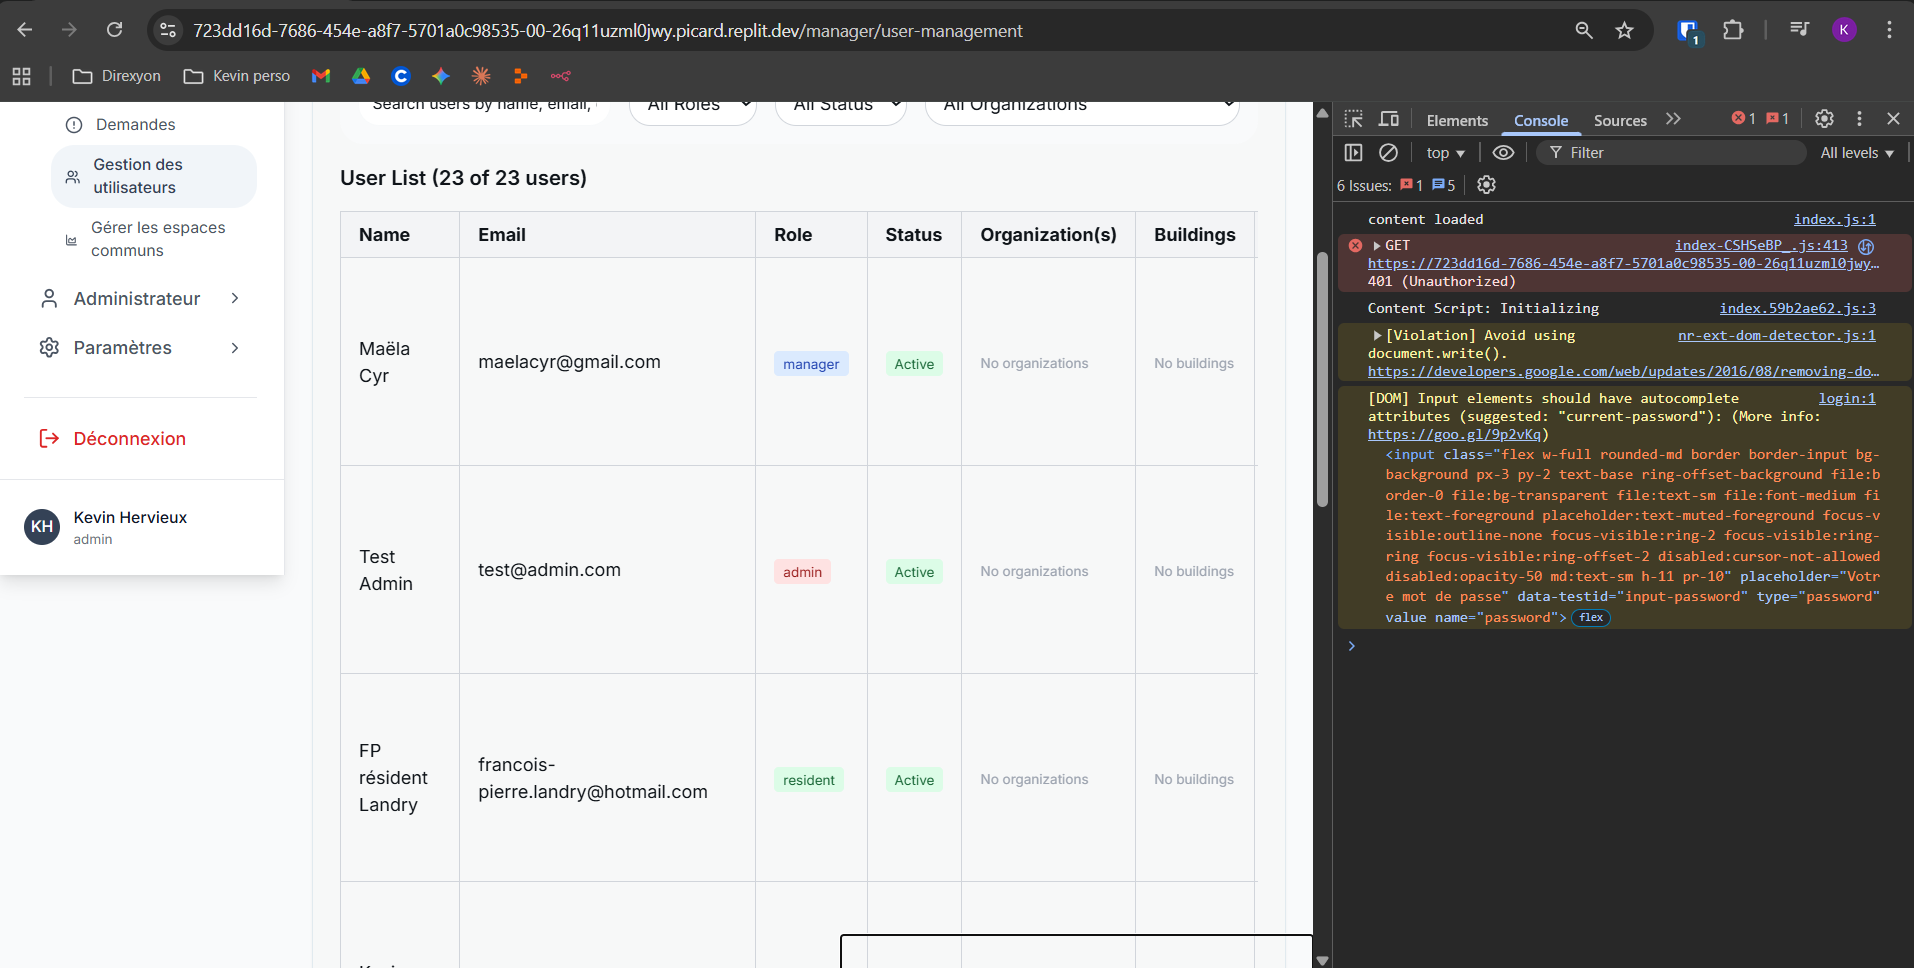 723dd16d-7686-454e-a8f7-5701a0c98535-00-26q11uzml0jwy.picard.replit.dev/manager/user-management
1
K
Direxyon
Kevin perso
Demandes
Gestion des
utilisateurs
Gérer les espaces
communs
Administrateur
Paramètres
Déconnexion
KH
Kevin Hervieux
admin
Search users by name, email,
All Roles
All Status
All Organizations
User List (23 of 23 users)
Name Email Role Status Organization(s) Buildings
Maëla
Cyr
maelacyr@gmail.com
manager
Active
No organizations
No buildings
Test
Admin
test@admin.com
admin
Active
No organizations
No buildings
FP
résident
Landry
francois-
pierre.landry@hotmail.com
resident
Active
No organizations
No buildings
Elements Console Sources
1 1
top
Filter
All levels
6 Issues: 1 5
content loaded index.js:1
GET index-CSHSeBP_.js:413
https://723dd16d-7686-454e-a8f7-5701a0c98535-00-26q11uzml0jwy…
401 (Unauthorized)
Content Script: Initializing index.59b2ae62.js:3
[Violation] Avoid using nr-ext-dom-detector.js:1
document.write().
https://developers.google.com/web/updates/2016/08/removing-do…
[DOM] Input elements should have autocomplete login:1
attributes (suggested: "current-password"): (More info:
https://goo.gl/9p2vKq)
<input class="flex w-full rounded-md border border-input bg-
background px-3 py-2 text-base ring-offset-background file:b
order-0 file:bg-transparent file:text-sm file:font-medium fi
le:text-foreground placeholder:text-muted-foreground focus-v
isible:outline-none focus-visible:ring-2 focus-visible:ring-
ring focus-visible:ring-offset-2 disabled:cursor-not-allowed
disabled:opacity-50 md:text-sm h-11 pr-10" placeholder="Votr
e mot de passe" data-testid="input-password" type="password"
value name="password"> flex